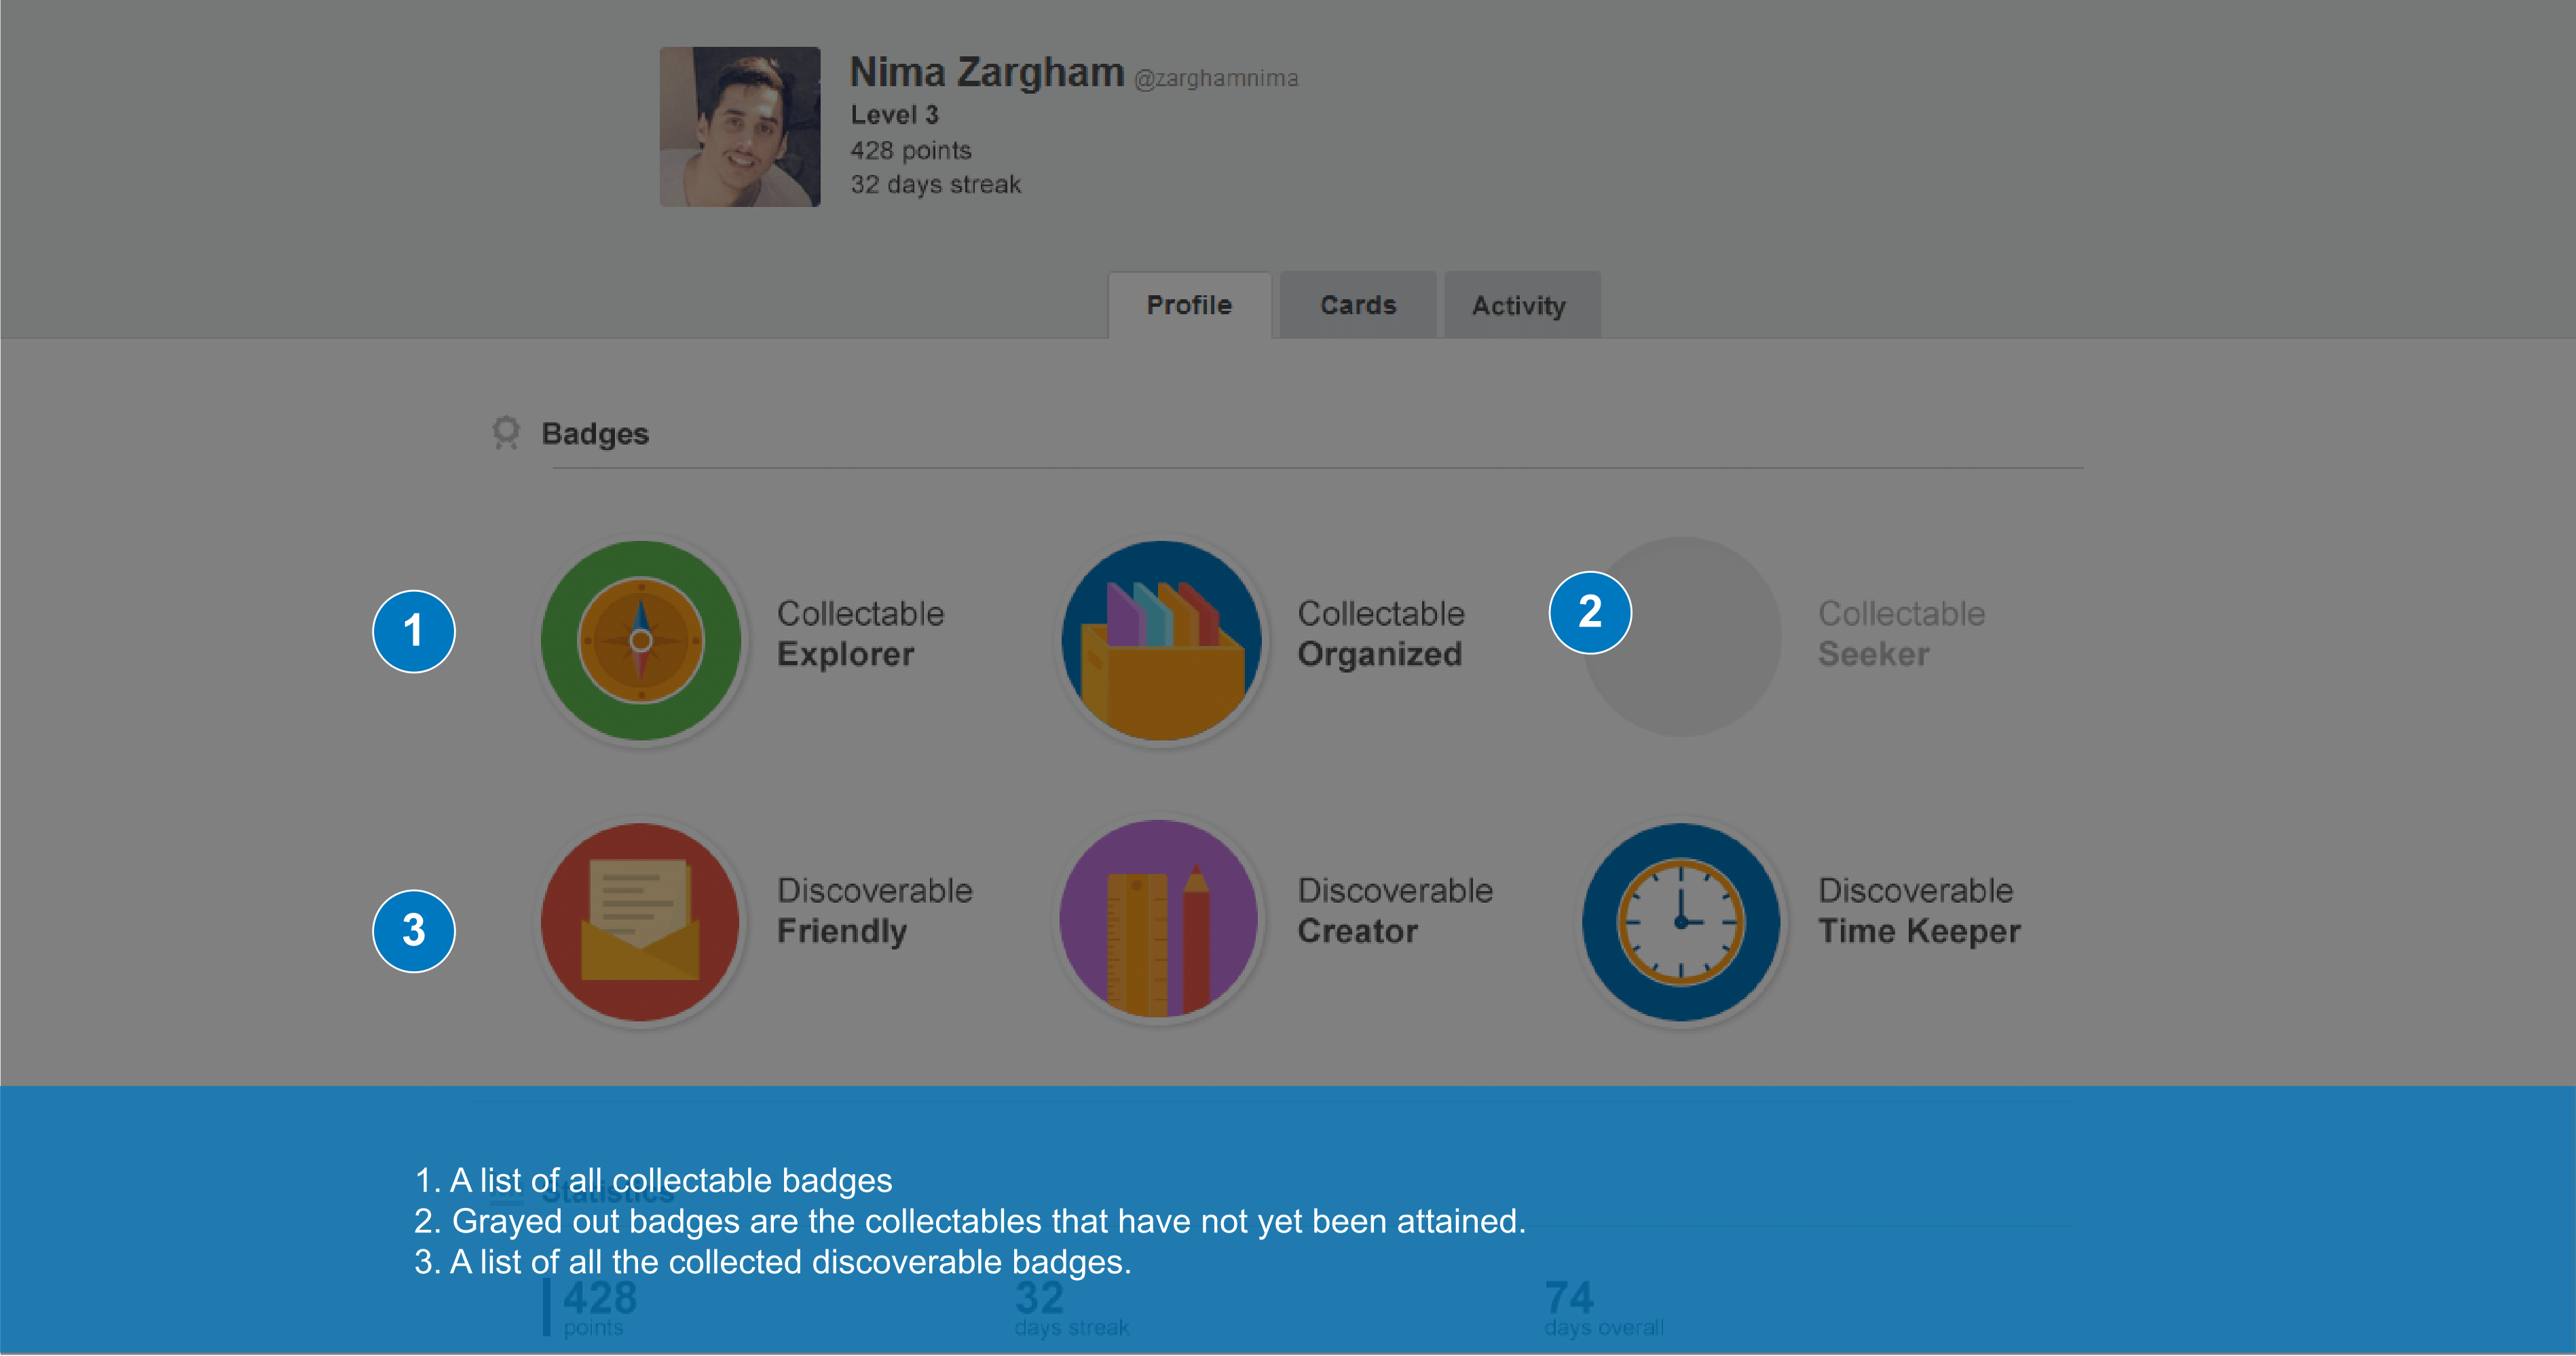 Nima Zargham @zarghamnima
Level 3
428 points
32 days streak
Profile
Cards
Activity
Badges
1
Collectable
Explorer
Collectable
Organized
2
Collectable
Seeker
3
Discoverable
Friendly
Discoverable
Creator
Discoverable
Time Keeper
1. A list of all collectable badges
Statistics
2. Grayed out badges are the collectables that have not yet been attained.
3. A list of all the collected discoverable badges.
428
points
32
days streak
74
days overall